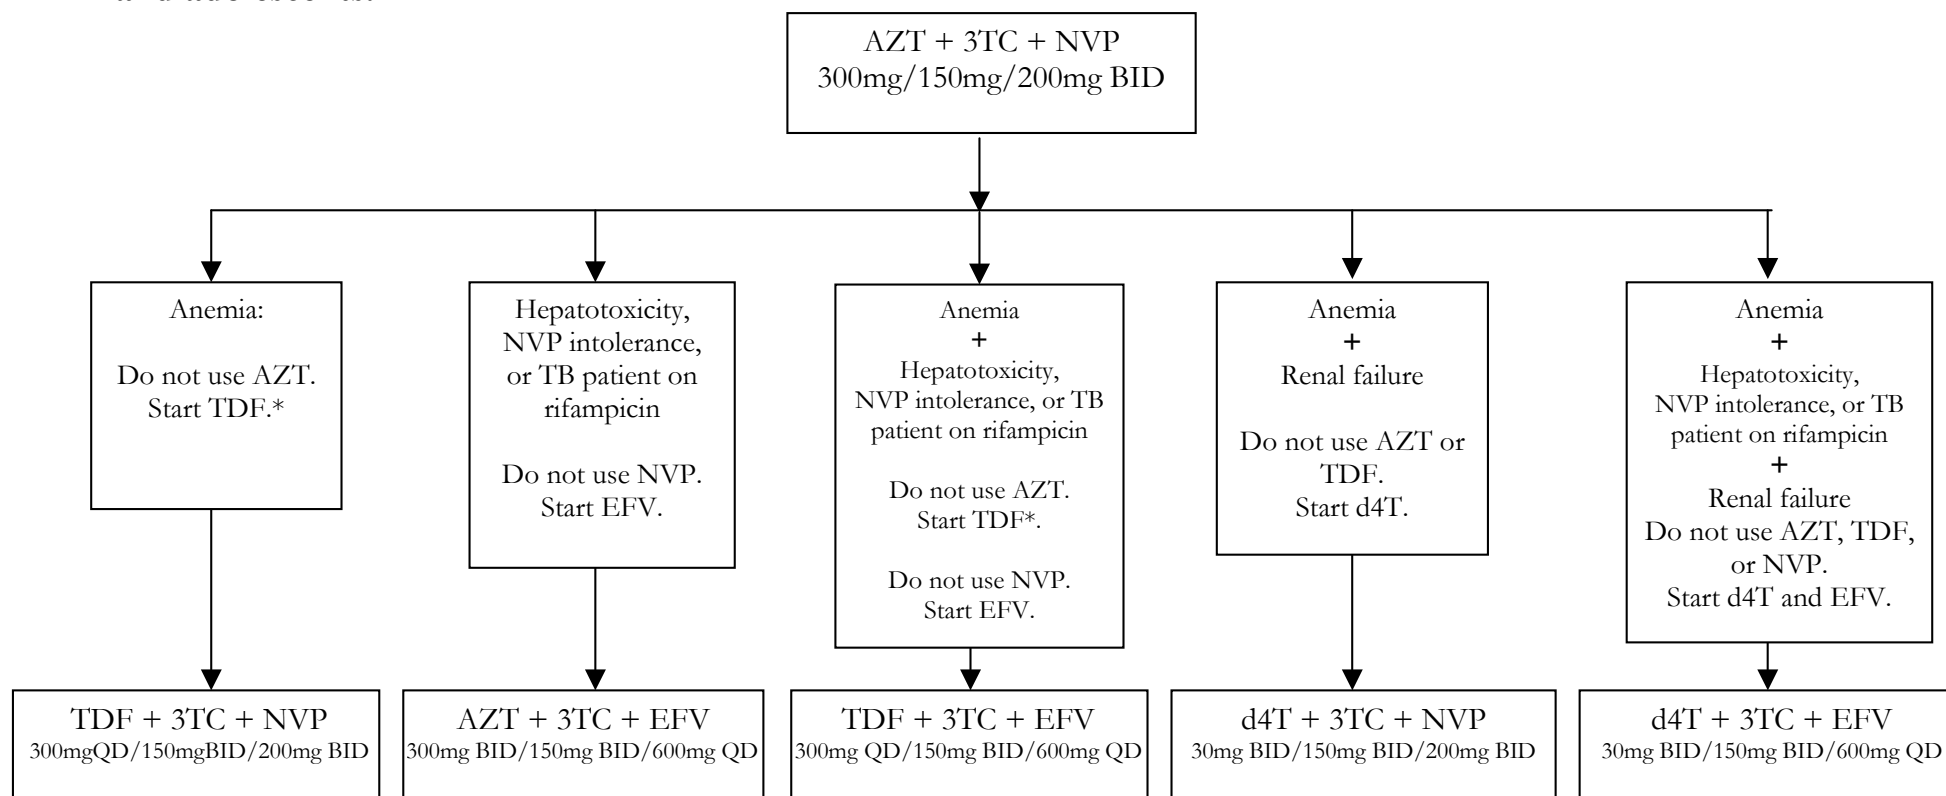 AZT + 3TC + NVP
300mg/150mg/200mg BID
Anemia:
Do not use AZT.
Start TDF.*
Hepatotoxicity,
NVP intolerance,
or TB patient on
rifampicin
Do not use NVP.
Start EFV.
Anemia
+
Hepatotoxicity,
NVP intolerance, or TB
patient on rifampicin
Do not use AZT.
Start TDF*.
Do not use NVP.
Start EFV.
Anemia
+
Renal failure
Do not use AZT or
TDF.
Start d4T.
Anemia
+
Hepatotoxicity,
NVP intolerance, or TB
patient on rifampicin
+
Renal failure
Do not use AZT, TDF,
or NVP.
Start d4T and EFV.
TDF + 3TC + NVP
300mgQD/150mgBID/200mg BID
AZT + 3TC + EFV
300mg BID/150mg BID/600mg QD
TDF + 3TC + EFV
300mg QD/150mg BID/600mg QD
d4T + 3TC + NVP
30mg BID/150mg BID/200mg BID
d4T + 3TC + EFV
30mg BID/150mg BID/600mg QD